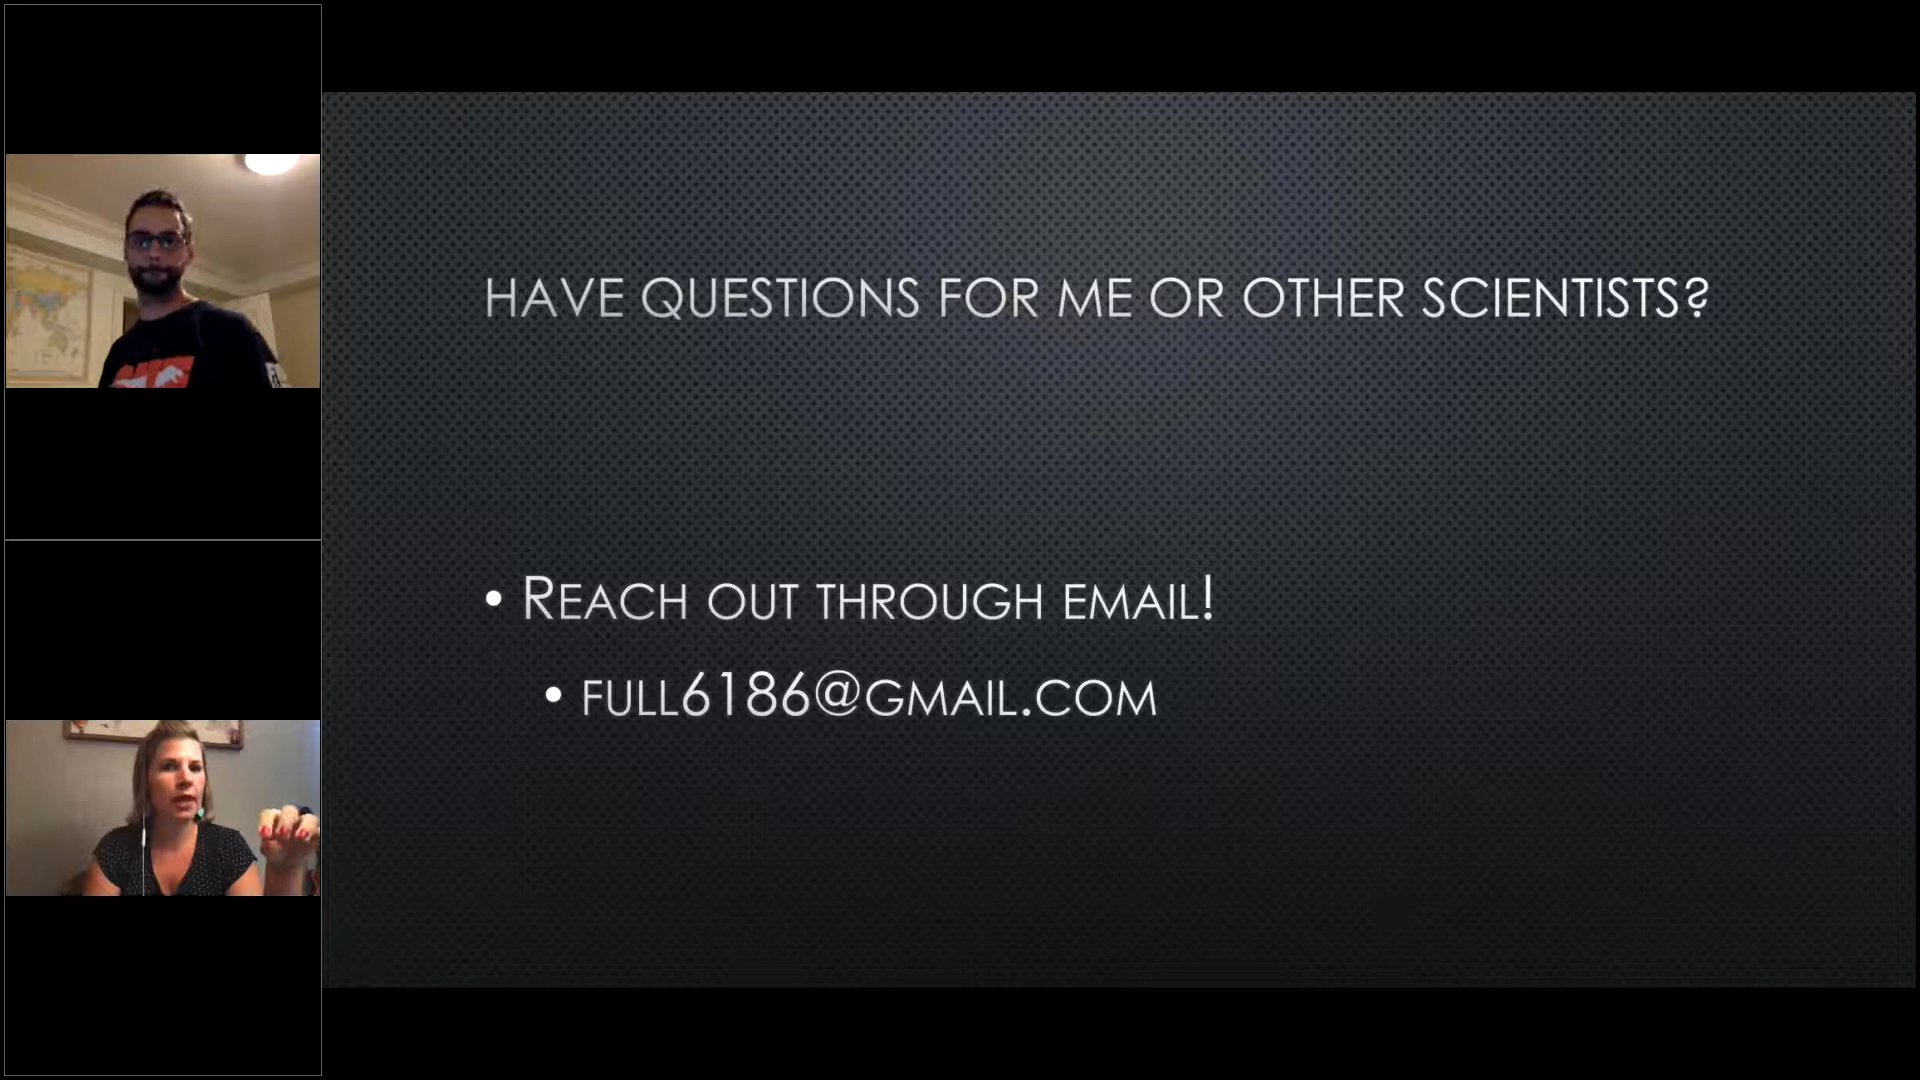 HAVE QUESTIONS FOR ME OR OTHER SCIENTISTS?
• REACH OUT THROUGH EMAIL!
• FULL6186@GMAIL.COM